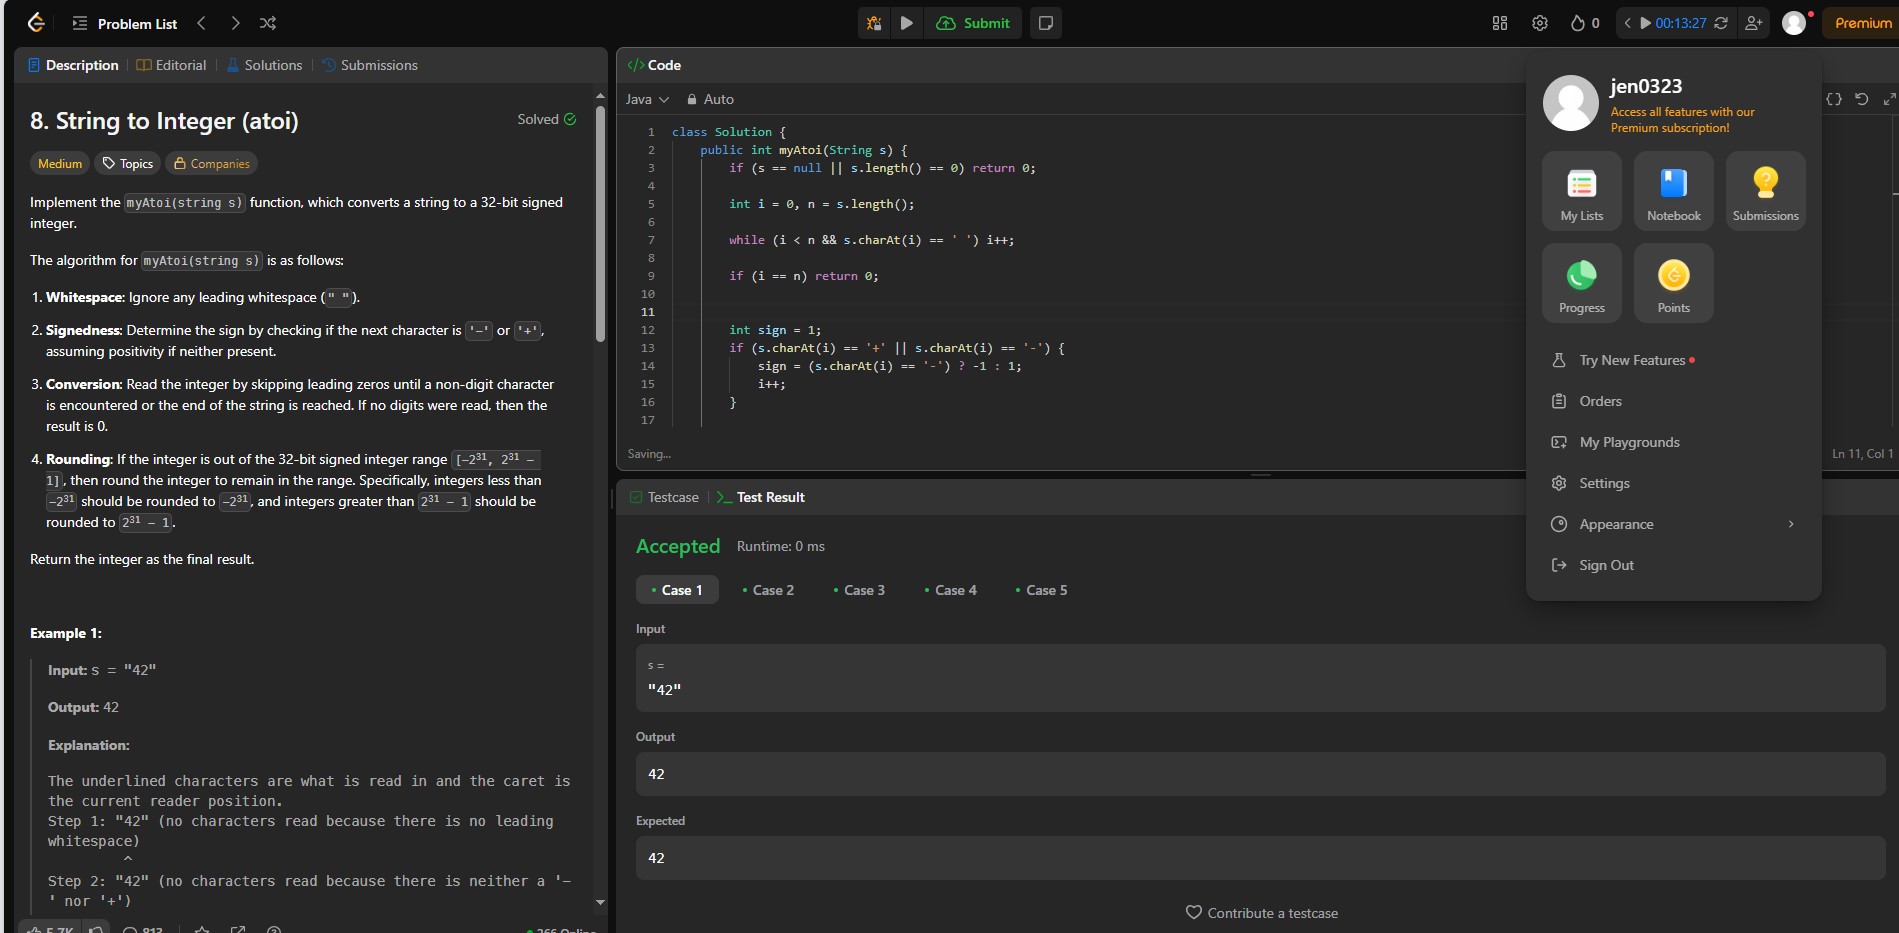 Problem List
Submit
0
00:13:27
Premium
Description
Editorial
Solutions
Submissions
8. String to Integer (atoi)
Solved
Medium
Topics
Companies
Implement the myAtoi(string s) function, which converts a string to a 32-bit signed
integer.
The algorithm for myAtoi(string s) is as follows:
1. Whitespace: Ignore any leading whitespace (" ").
2. Signedness: Determine the sign by checking if the next character is '-' or '+',
assuming positivity if neither present.
3. Conversion: Read the integer by skipping leading zeros until a non-digit character
is encountered or the end of the string is reached. If no digits were read, then the
result is 0.
4. Rounding: If the integer is out of the 32-bit signed integer range [-2³¹, 2³¹ -
1], then round the integer to remain in the range. Specifically, integers less than
-2³¹ should be rounded to -2³¹, and integers greater than 2³¹ - 1 should be
rounded to 2³¹ - 1.
Return the integer as the final result.
Example 1:
Input: s = "42"
Output: 42
Explanation:
The underlined characters are what is read in and the caret is
the current reader position.
Step 1: "42" (no characters read because there is no leading
whitespace)
^
Step 2: "42" (no characters read because there is neither a '-
' nor '+')
5.7K
813
266 Online
</> Code
Java
Auto
1 class Solution {
2 public int myAtoi(String s) {
3 if (s == null || s.length() == 0) return 0;
4
5 int i = 0, n = s.length();
6
7 while (i < n && s.charAt(i) == ' ') i++;
8
9 if (i == n) return 0;
10
11
12 int sign = 1;
13 if (s.charAt(i) == '+' || s.charAt(i) == '-') {
14 sign = (s.charAt(i) == '-') ? -1 : 1;
15 i++;
16 }
17
Saving...
Ln 11, Col 1
Testcase
Test Result
Accepted
Runtime: 0 ms
Case 1
Case 2
Case 3
Case 4
Case 5
Input
s =
"42"
Output
42
Expected
42
Contribute a testcase
jen0323
Access all features with our
Premium subscription!
My Lists
Notebook
Submissions
Progress
Points
Try New Features
Orders
My Playgrounds
Settings
Appearance
Sign Out